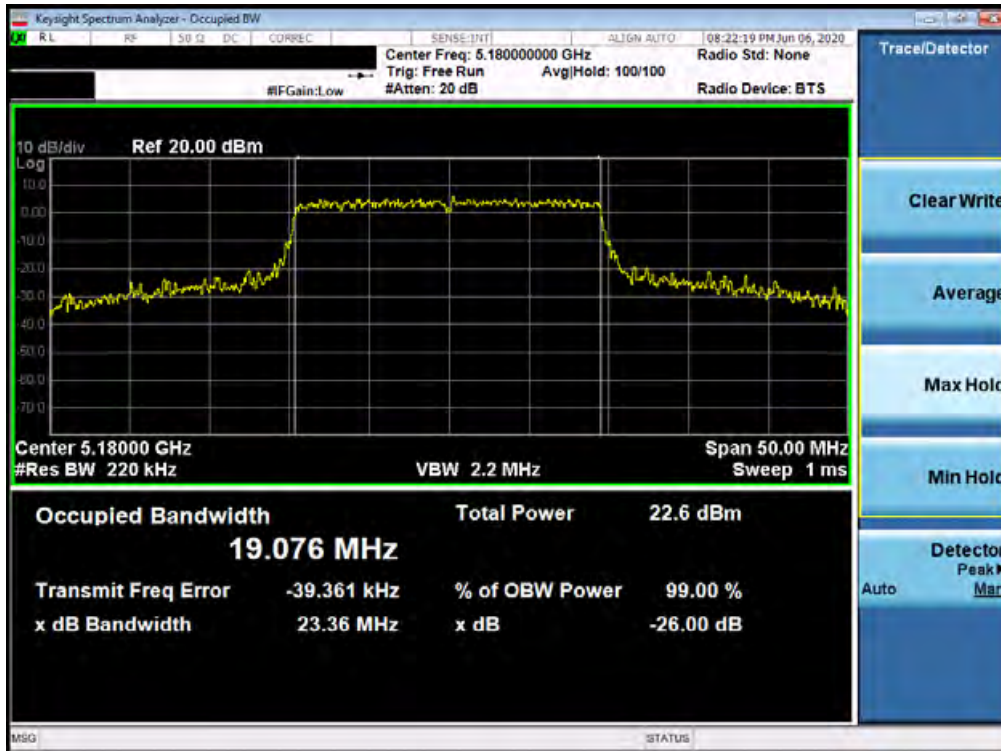 Keysight Spectrum Analyzer - Occupied BW
RL RF 50 Ω DC CORREC SENSE:INT ALIGN AUTO 08:22:19 PM Jun 06, 2020
Center Freq: 5.180000000 GHz Radio Std: None
Trig: Free Run Avg|Hold: 100/100
#IFGain:Low #Atten: 20 dB Radio Device: BTS
10 dB/div Ref 20.00 dBm
Log
10.0
0.00
-10.0
-20.0
-30.0
-40.0
-50.0
-60.0
-70.0
Center 5.18000 GHz Span 50.00 MHz
#Res BW 220 kHz VBW 2.2 MHz Sweep 1 ms
Occupied Bandwidth Total Power 22.6 dBm
19.076 MHz
Transmit Freq Error -39.361 kHz % of OBW Power 99.00 %
x dB Bandwidth 23.36 MHz x dB -26.00 dB
MSG STATUS
Trace/Detector
Clear Write
Average
Max Hold
Min Hold
Detector
Peak
Auto Man